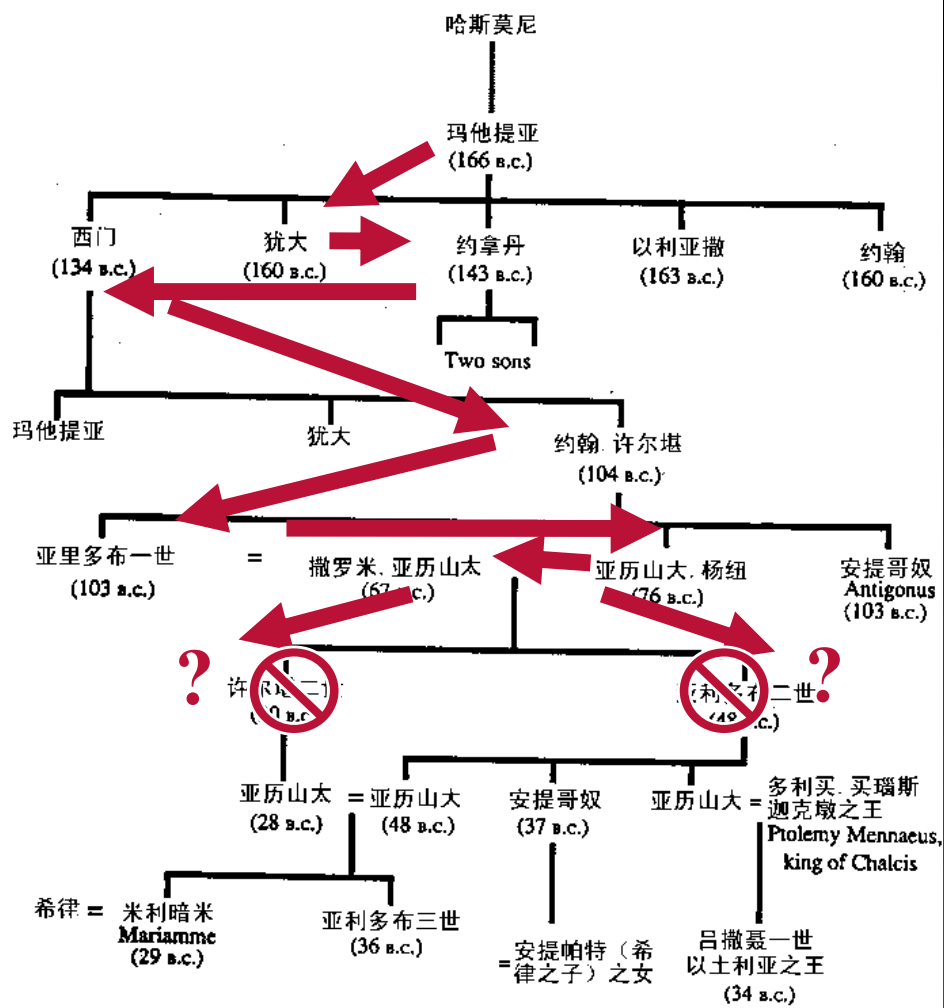 哈斯莫尼
玛他提亚
(166 B.C.)
西门
(134 B.C.)
犹大
(160 B.C.)
约拿丹
(143 B.C.)
以利亚撒
(163 B.C.)
约翰
(160 B.C.)
Two sons
玛他提亚
犹大
约翰. 许尔堪
(104 B.C.)
亚里多布一世
(103 B.C.)
=
撒罗米. 亚历山太
(67 B.C.)
亚历山大. 杨纽
(76 B.C.)
安提哥奴
Antigonus
(103 B.C.)
?
?
亚利多布二世
亚历山太
(28 B.C.)
=
亚历山大
(48 B.C.)
安提哥奴
(37 B.C.)
亚历山大 =
多利买. 买瑙斯
迦克墩之王
Ptolemy Mennaeus,
king of Chalcis
希律 =
米利暗米
Mariamme
(29 B.C.)
亚利多布三世
(36 B.C.)
=安提帕特（希
律之子）之女
吕撒聂一世
以土利亚之王
(34 B.C.)